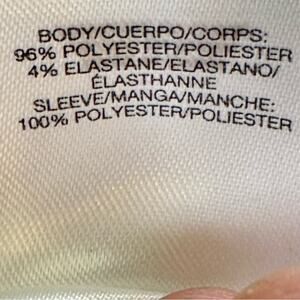 BODY/CUERPO/CORPS:
96% POLYESTER/POLIESTER
4% ELASTANE/ELASTANO/
ÉLASTHANNE
SLEEVE/MANGA/MANCHE:
100% POLYESTER/POLIESTER